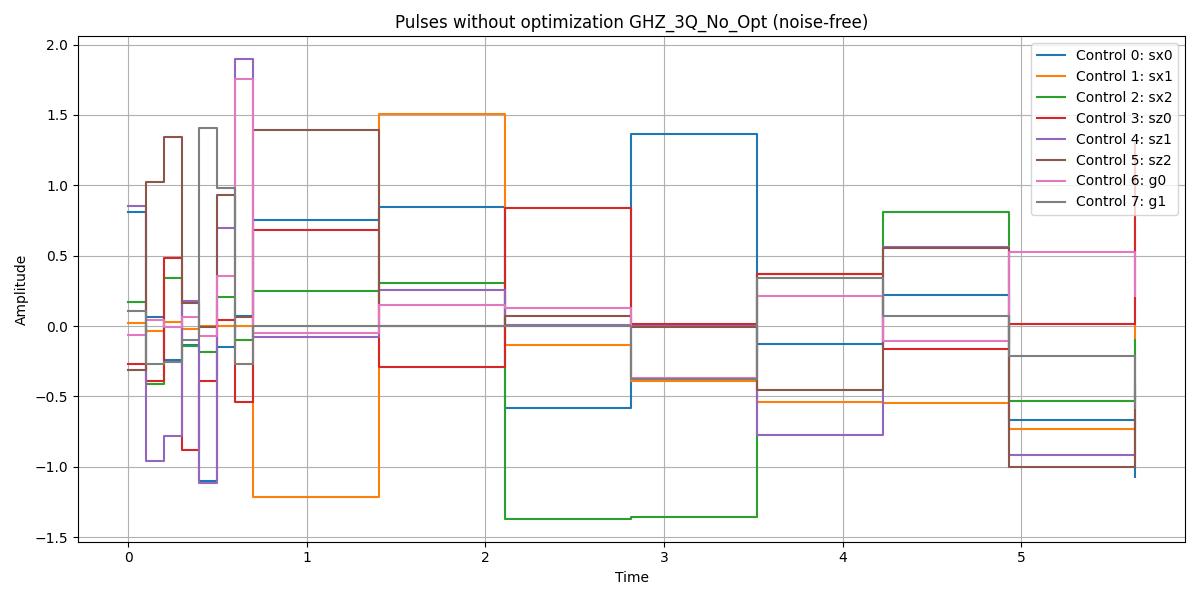 Pulses without optimization GHZ_3Q_No_Opt (noise-free)
2.0
1.5
1.0
0.5
0.0
−0.5
−1.0
−1.5
Amplitude
Control 0: sx0
Control 1: sx1
Control 2: sx2
Control 3: sz0
Control 4: sz1
Control 5: sz2
Control 6: g0
Control 7: g1
0 1 2 3 4 5
Time